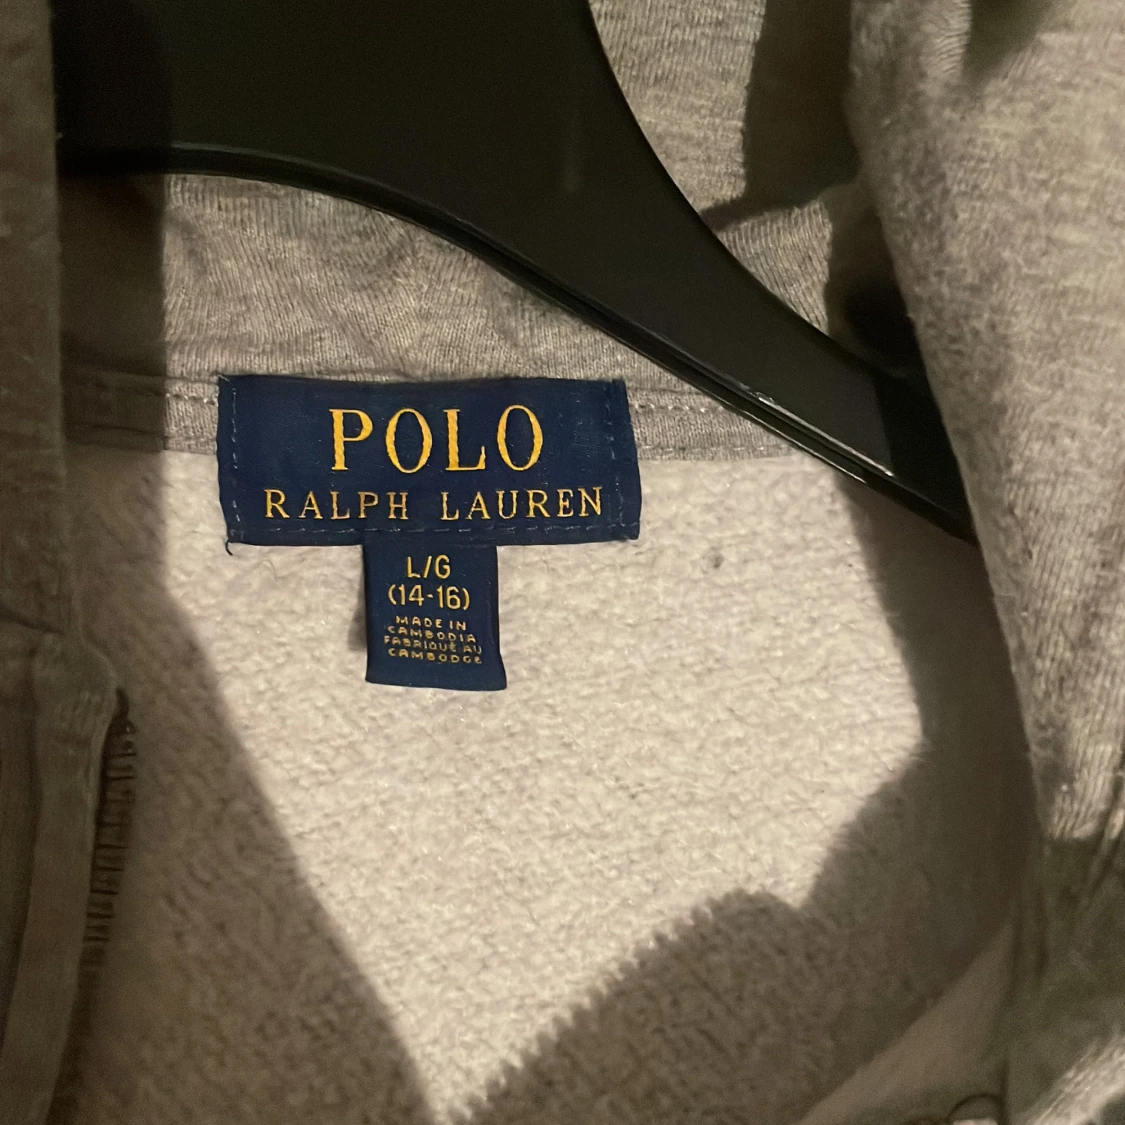 POLO
RALPH LAUREN
L/G
(14-16)
MADE IN
CAMBODIA
FABRIQUÉ AU
CAMBODGE